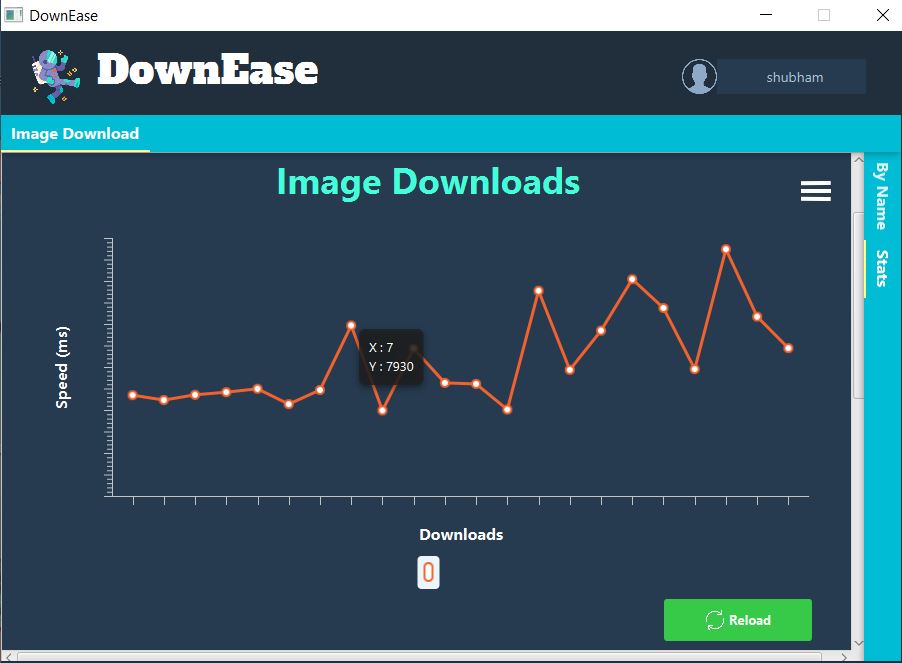 DownEase
DownEase
shubham
Image Download
Image Downloads
By Name
Stats
Speed (ms)
X : 7
Y : 7930
Downloads
0
Reload